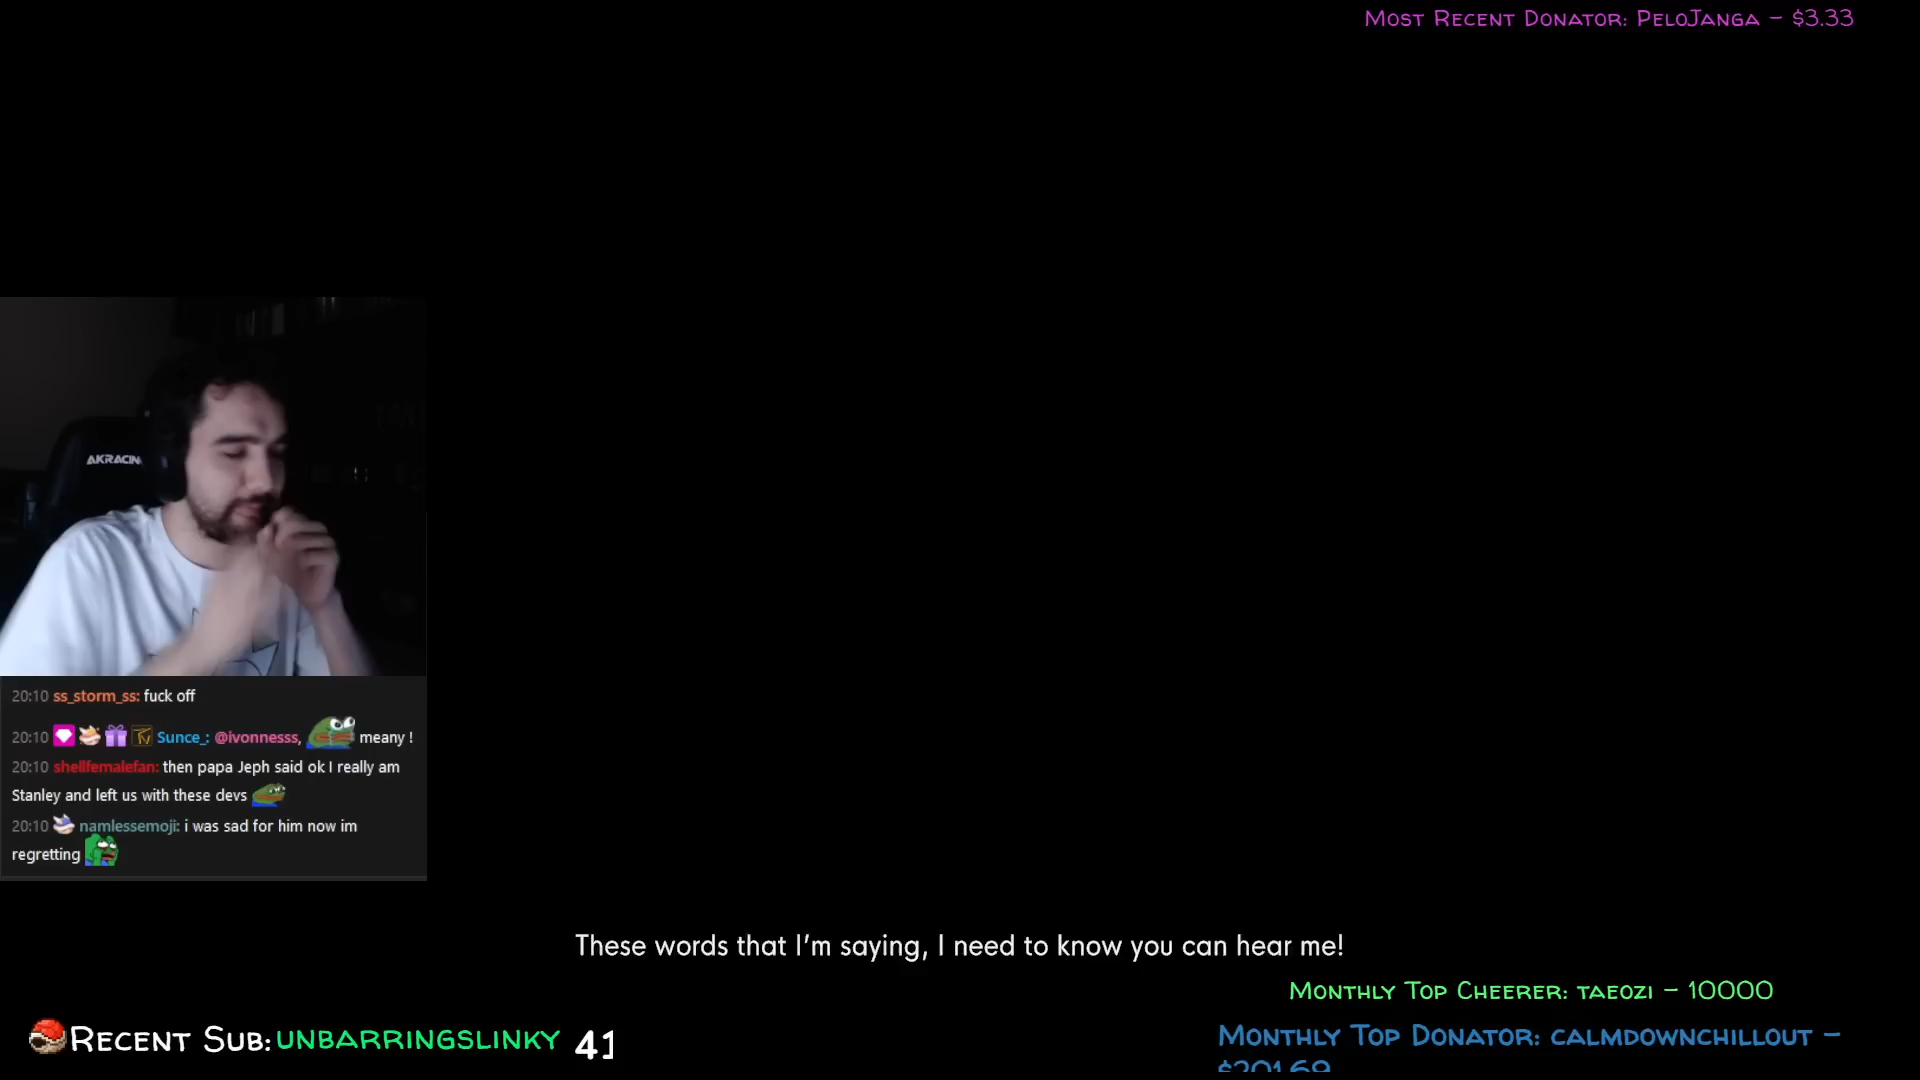 Most Recent Donator: PeloJanga - $3.33
AKRACIN
20:10 ss_storm_ss: fuck off
20:10 Sunce_: @ivonnesss, meany !
20:10 shellfemalefan: then papa Jeph said ok I really am
Stanley and left us with these devs
20:10 namlessemoji: i was sad for him now im
regretting
These words that I'm saying, I need to know you can hear me!
Monthly Top Cheerer: taeozi - 10000
Recent Sub: unbarringslinky 41
Monthly Top Donator: calmdownchillout -
$201.69